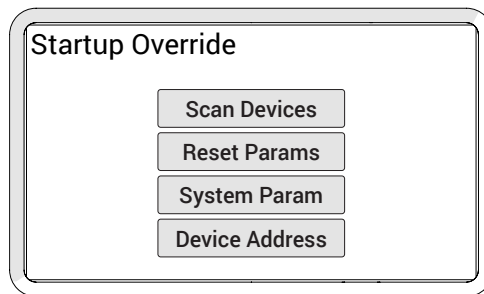 Startup Override
Scan Devices
Reset Params
System Param
Device Address